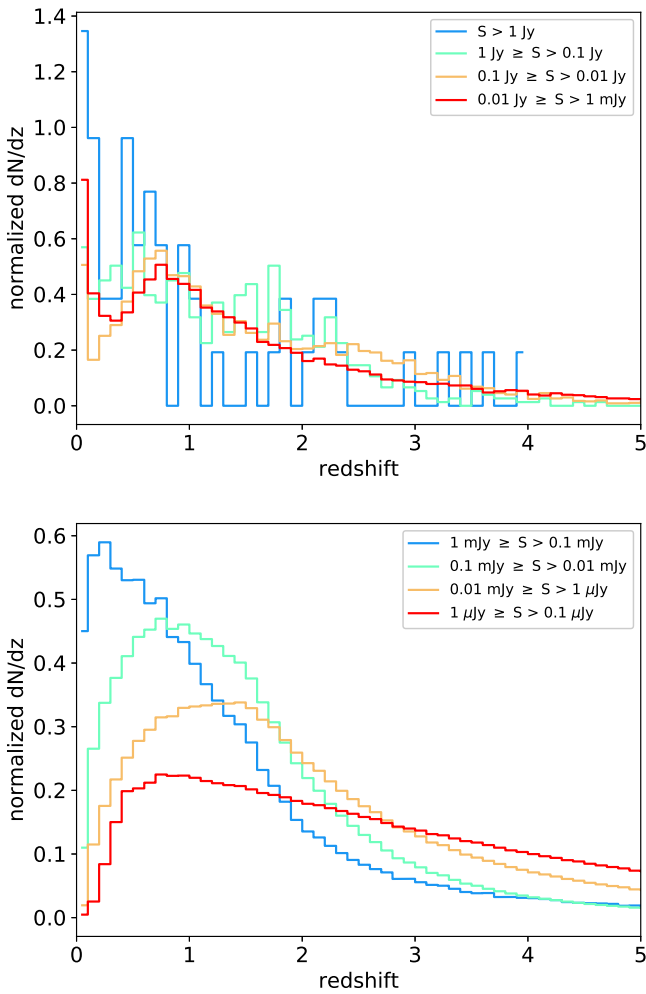 1.4
1.2
1.0
0.8
0.6
0.4
0.2
0.0
normalized dN/dz
S > 1 Jy
1 Jy ≥ S > 0.1 Jy
0.1 Jy ≥ S > 0.01 Jy
0.01 Jy ≥ S > 1 mJy
0 1 2 3 4 5
redshift
0.6
0.5
0.4
0.3
0.2
0.1
0.0
normalized dN/dz
1 mJy ≥ S > 0.1 mJy
0.1 mJy ≥ S > 0.01 mJy
0.01 mJy ≥ S > 1 μJy
1 μJy ≥ S > 0.1 μJy
0 1 2 3 4 5
redshift